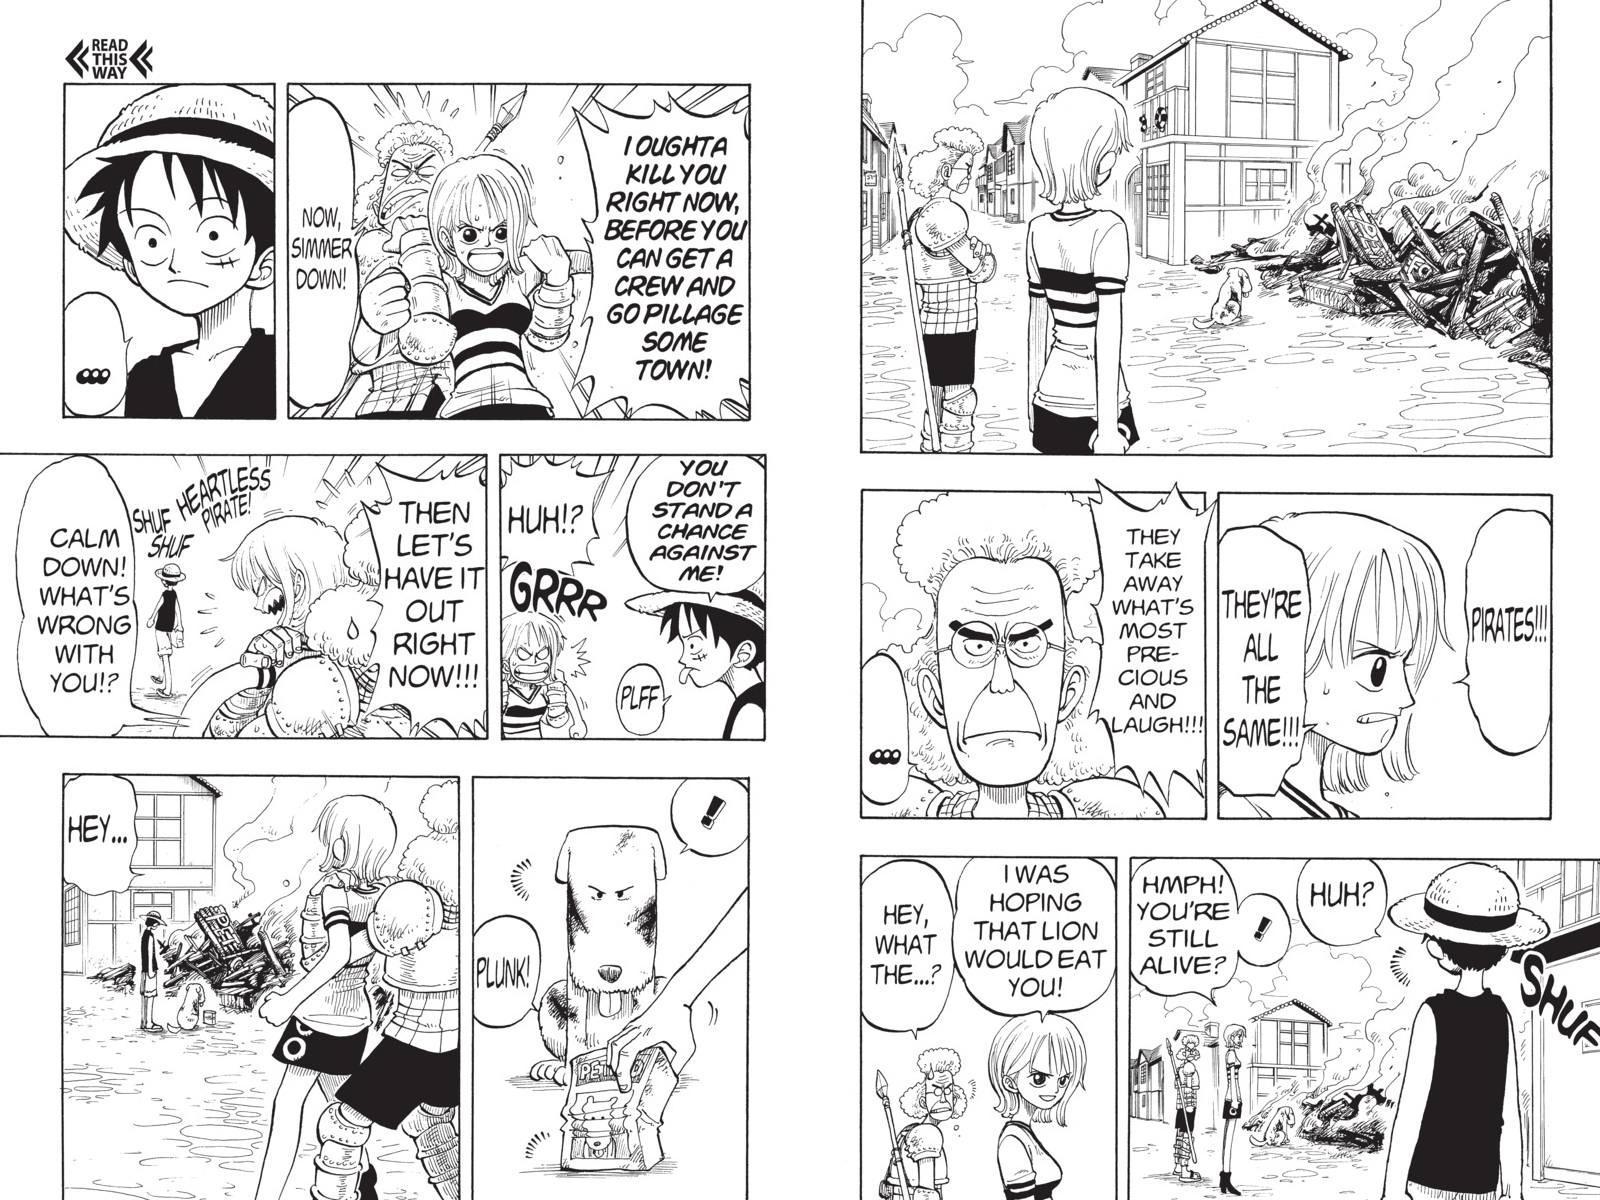 PIRATES!!!
THEY'RE
ALL
THE
SAME!!!
THEY
TAKE
AWAY
WHAT'S
MOST
PRE-
CIOUS
AND
LAUGH!!!
...
SHUF
HUH?
!
HMPH!
YOU'RE
STILL
ALIVE?
I WAS
HOPING
THAT LION
WOULD EAT
YOU!
HEY,
WHAT
THE...?
READ
THIS
WAY
I OUGHTA
KILL YOU
RIGHT NOW,
BEFORE YOU
CAN GET A
CREW AND
GO PILLAGE
SOME
TOWN!
NOW,
SIMMER
DOWN!
...
YOU
DON'T
STAND A
CHANCE
AGAINST
ME!
PLFF
HUH!?
GRRR
THEN
LET'S
HAVE IT
OUT
RIGHT
NOW!!!
HEARTLESS
PIRATE!
SHUF
SHUF
CALM
DOWN!
WHAT'S
WRONG
WITH
YOU!?
!
PLUNK!
PET
HEY...
PET